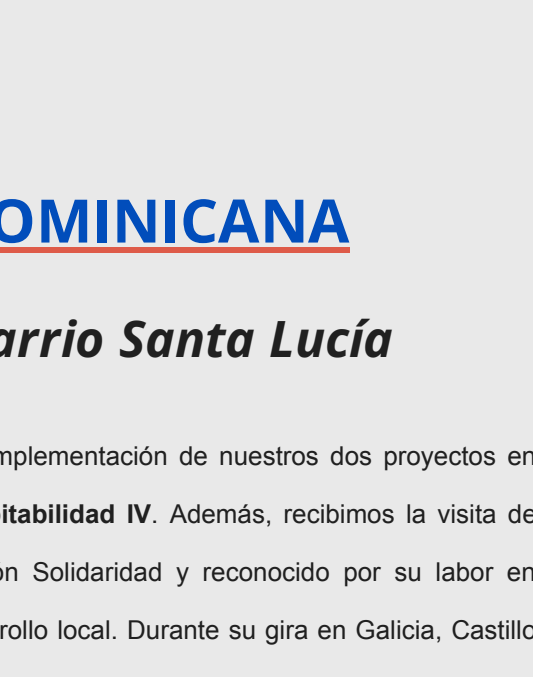 OMINICANA
arrio Santa Lucía
mplementación de nuestros dos proyectos en
itabilidad IV. Además, recibimos la visita de
on Solidaridad y reconocido por su labor en
rollo local. Durante su gira en Galicia, Castillo